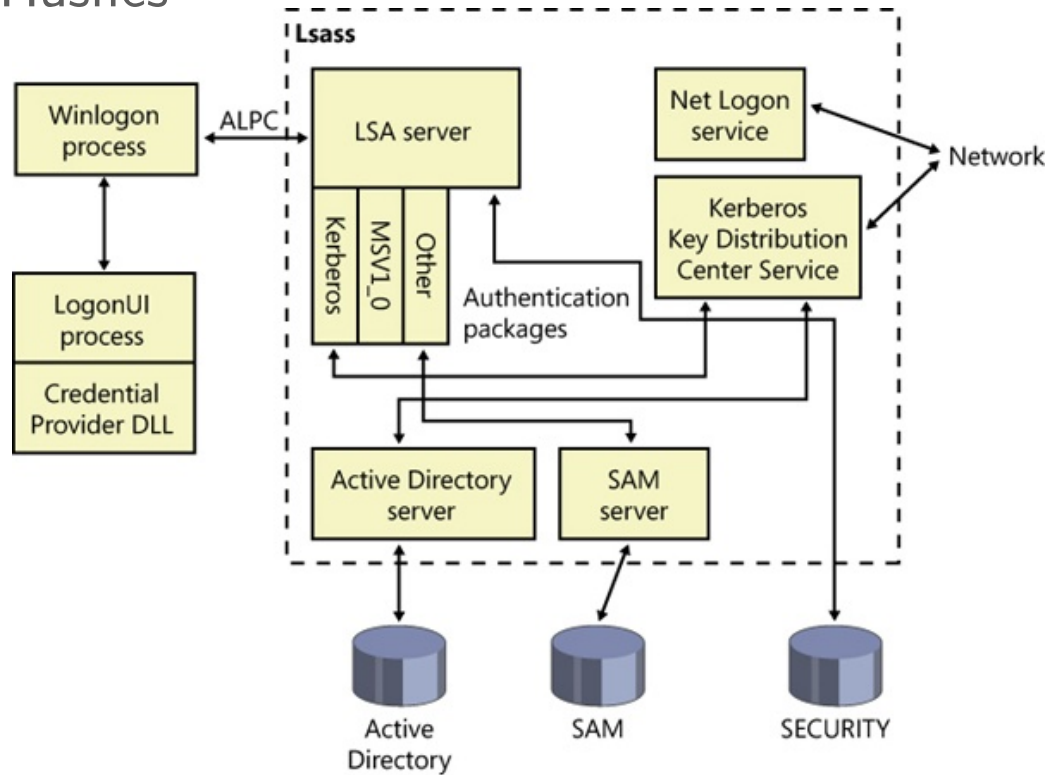 Hashes
Lsass
Winlogon
process
ALPC
LSA server
Net Logon
service
Network
Kerberos
MSV1_0
Other
Kerberos
Key Distribution
Center Service
Authentication
packages
LogonUI
process
Credential
Provider DLL
Active Directory
server
SAM
server
Active
Directory
SAM
SECURITY